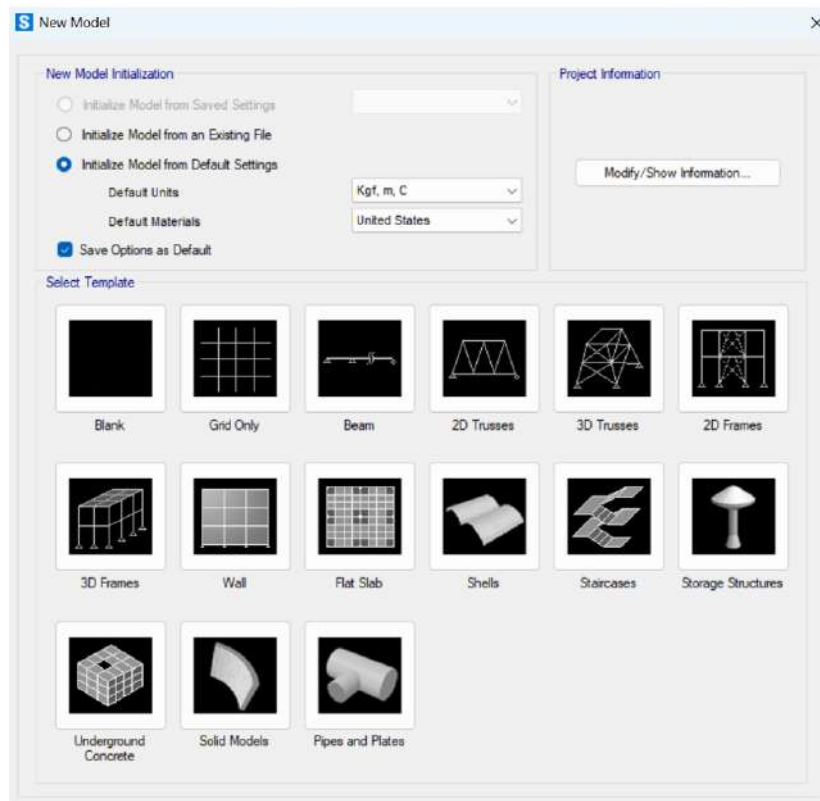 S New Model
New Model Initialization
Project Information
Initialize Model from Saved Settings
Initialize Model from an Existing File
Initialize Model from Default Settings
Modify/Show Information...
Default Units
Kgf, m, C
Default Materials
United States
Save Options as Default
Select Template
Blank
Grid Only
Beam
2D Trusses
3D Trusses
2D Frames
3D Frames
Wall
Flat Slab
Shells
Staircases
Storage Structures
Underground
Concrete
Solid Models
Pipes and Plates